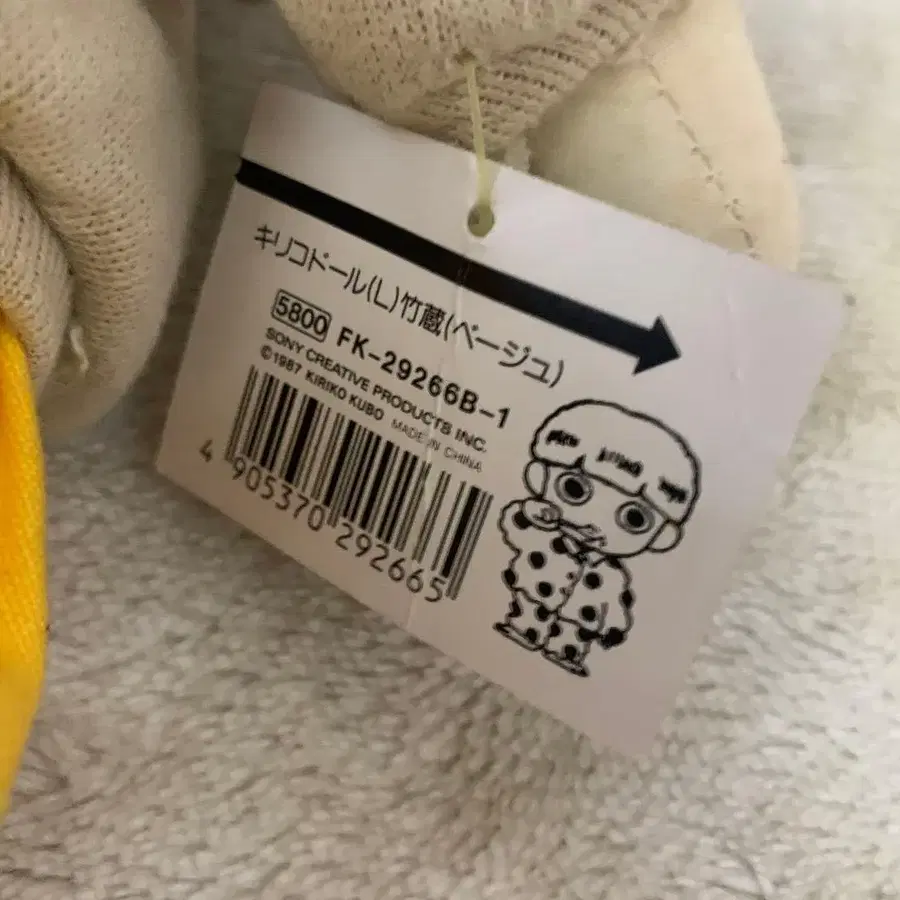 キリコドール(L)竹蔵(ベージュ)
5800 FK-29266B-1
SONY CREATIVE PRODUCTS INC.
©1987 KIRIKO KUBO MADE IN CHINA
4 905370 292665